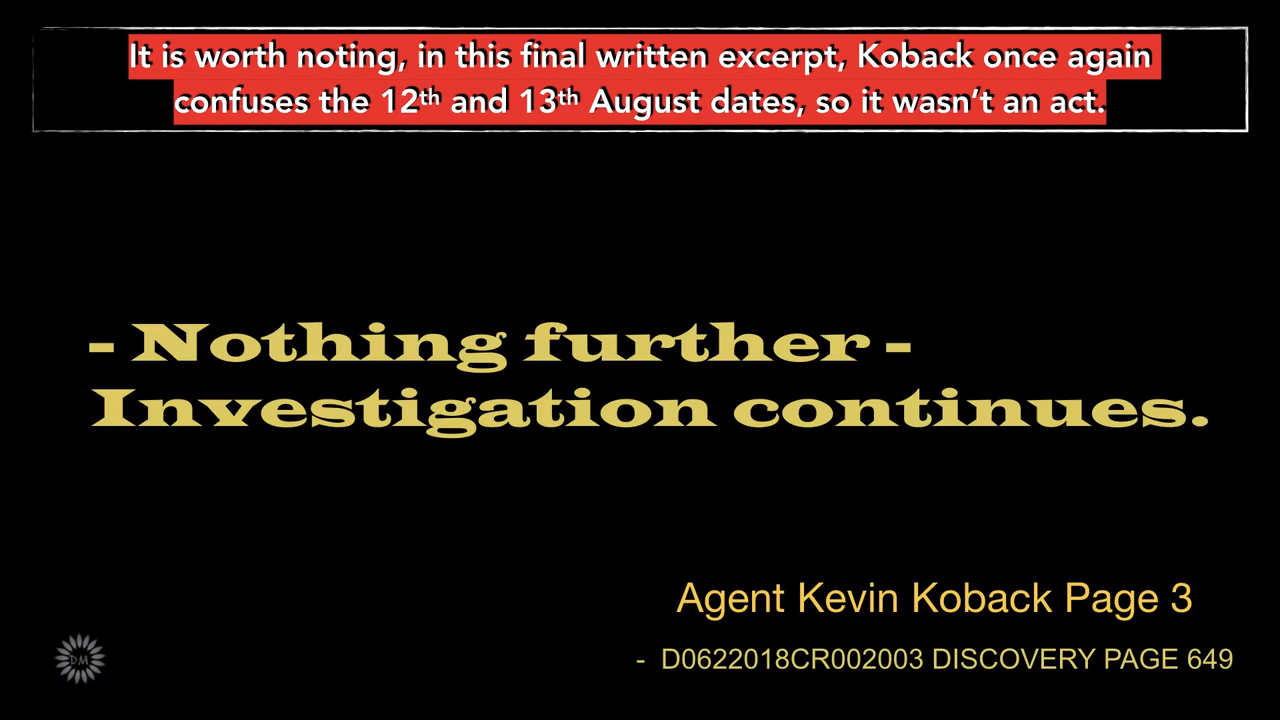 It is worth noting, in this final written excerpt, Koback once again
confuses the 12th and 13th August dates, so it wasn’t an act.
- Nothing further -
Investigation continues.
Agent Kevin Koback Page 3
- D0622018CR002003 DISCOVERY PAGE 649
DM